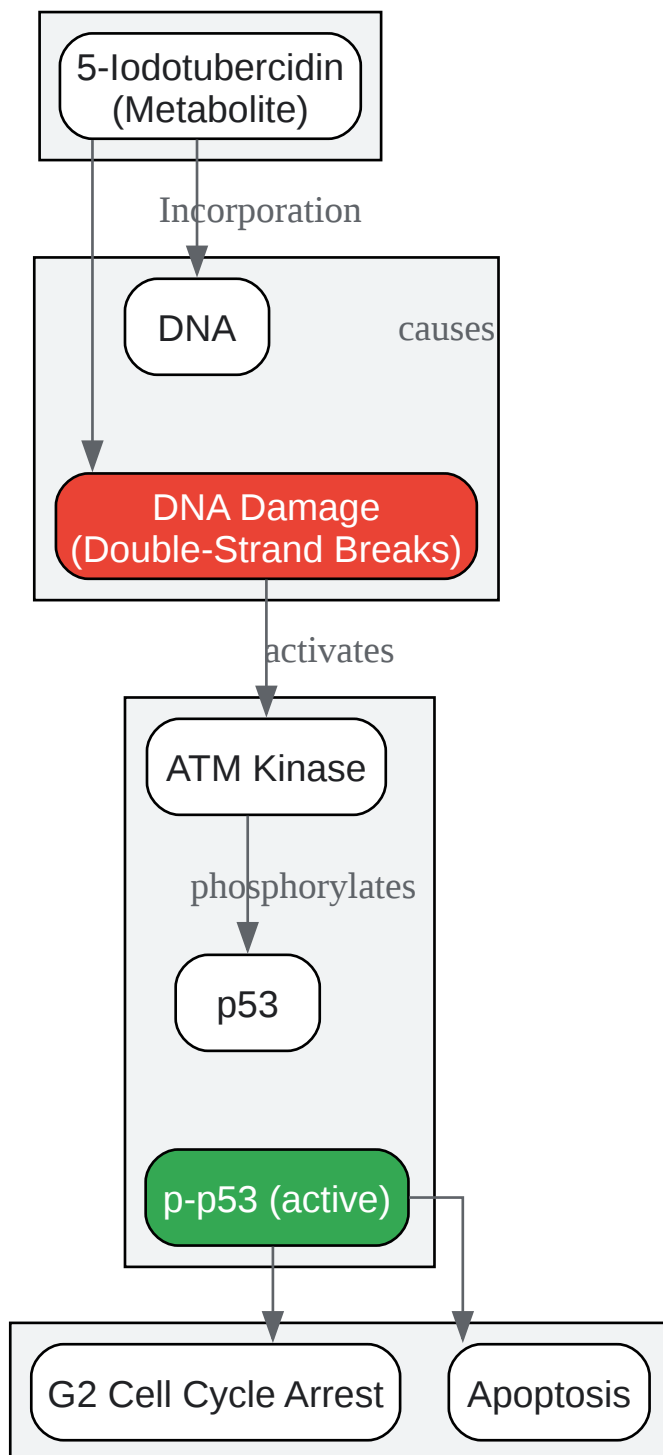 5-Iodotubercidin
(Metabolite)
Incorporation
DNA
causes
DNA Damage
(Double-Strand Breaks)
activates
ATM Kinase
phosphorylates
p53
p-p53 (active)
G2 Cell Cycle Arrest
Apoptosis